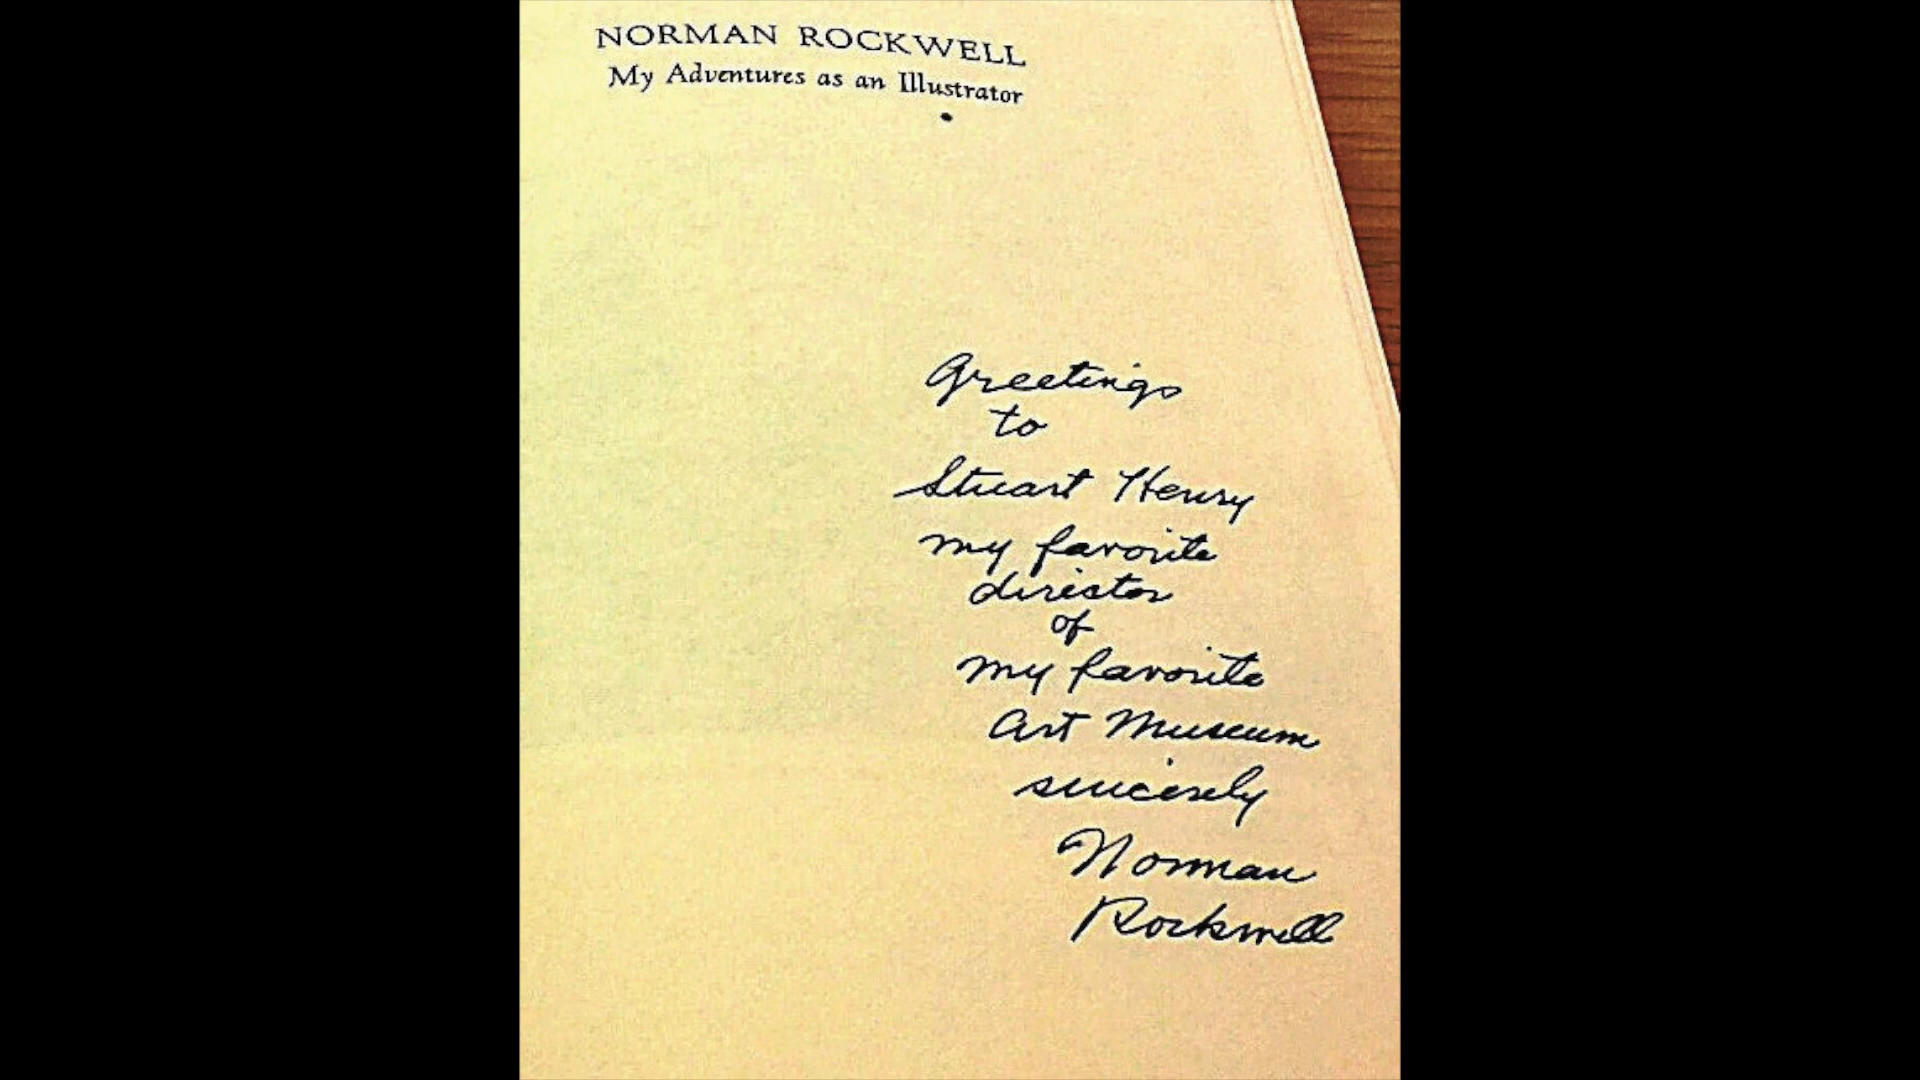 NORMAN ROCKWELL
My Adventures as an Illustrator
Greetings
to
Stuart Henry
my favorite
director
of
my favorite
Art Museum
sincerely
Norman
Rockwell